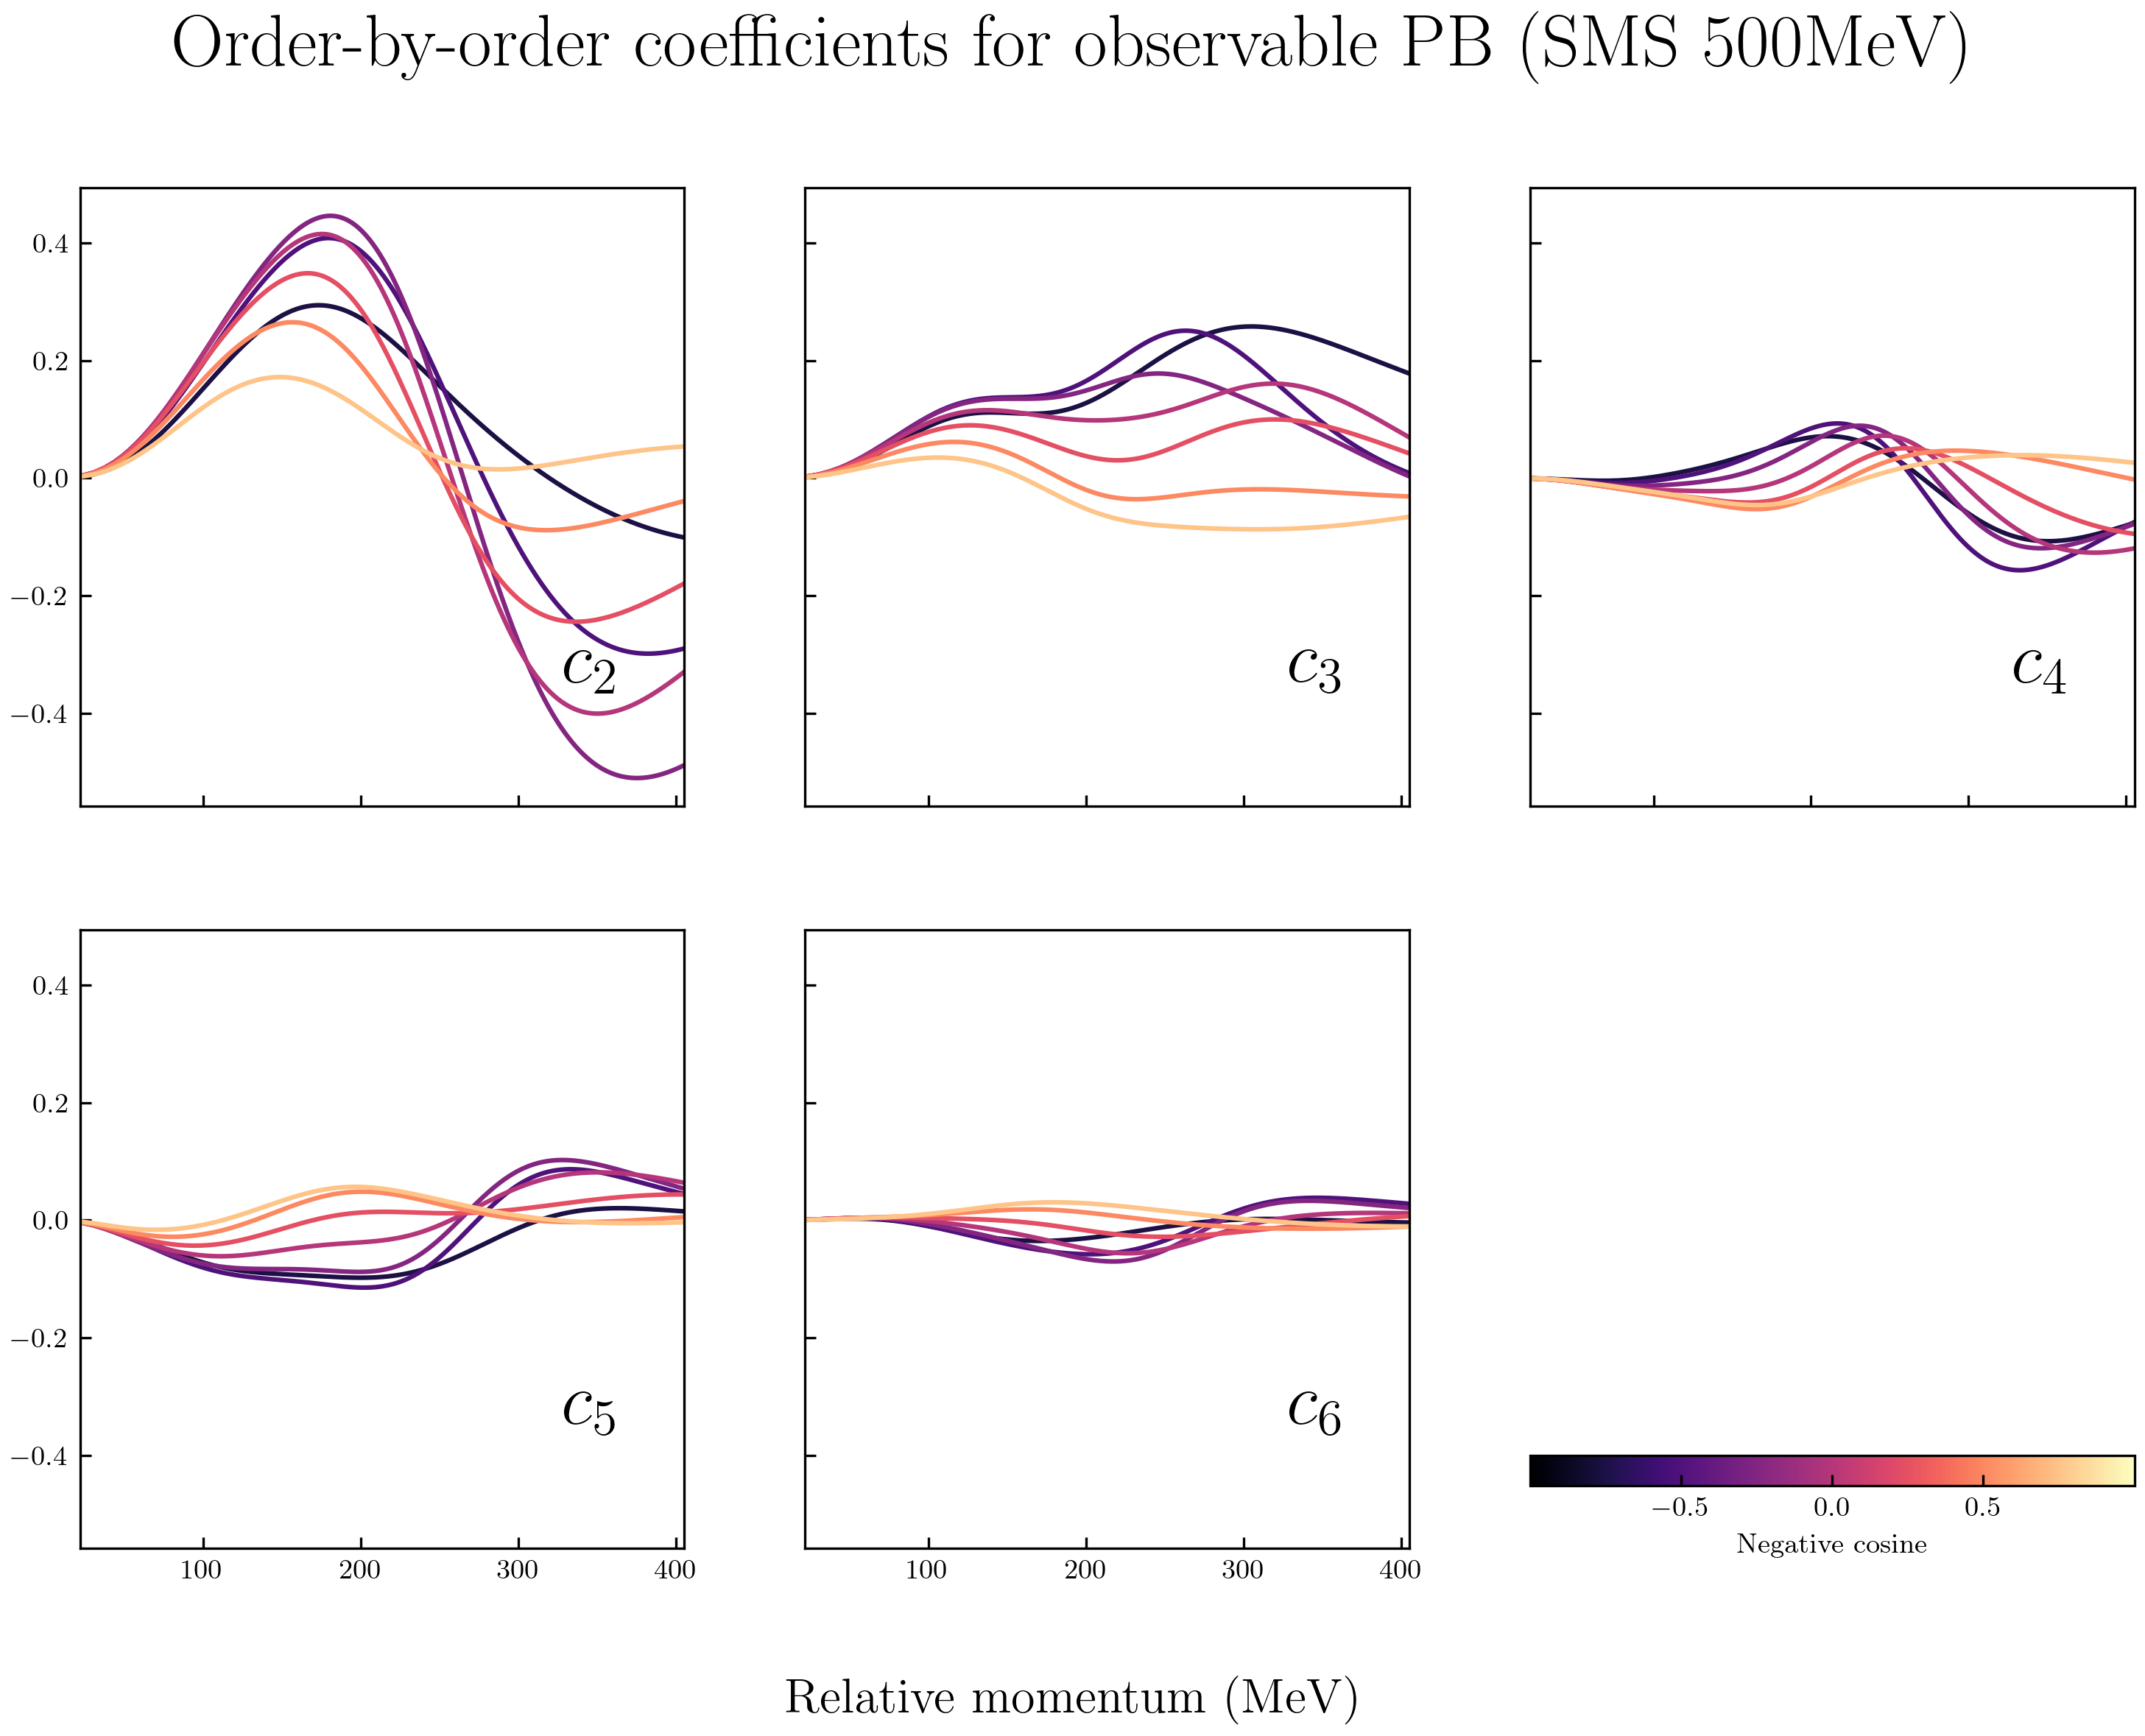 Order-by-order coefficients for observable PB (SMS 500MeV)
0.4
0.2
0.0
−0.2
−0.4
c2
c3
c4
0.4
0.2
0.0
−0.2
−0.4
c5
c6
100 200 300 400
100 200 300 400
−0.5 0.0 0.5
Negative cosine
Relative momentum (MeV)